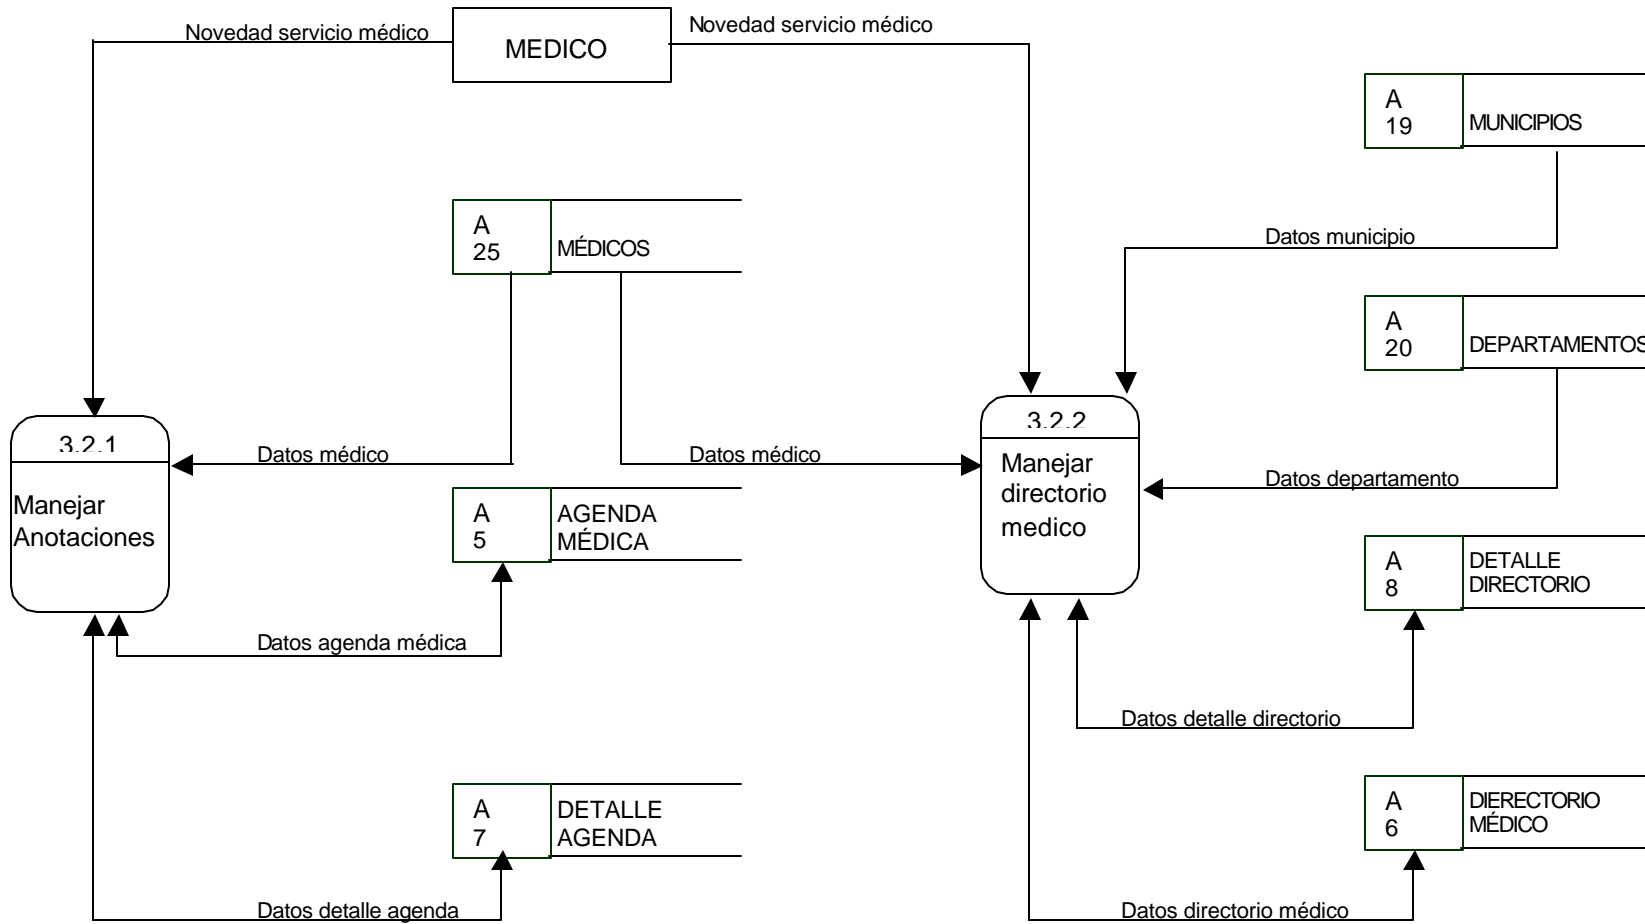 Novedad servicio médico
MEDICO
Novedad servicio médico
A
19
MUNICIPIOS
A
25
MÉDICOS
Datos municipio
A
20
DEPARTAMENTOS
3.2.1
Manejar
Anotaciones
Datos médico
Datos médico
3.2.2
Manejar
directorio
medico
Datos departamento
A
5
AGENDA
MÉDICA
A
8
DETALLE
DIRECTORIO
Datos agenda médica
Datos detalle directorio
A
7
DETALLE
AGENDA
A
6
DIERECTORIO
MÉDICO
Datos detalle agenda
Datos directorio médico